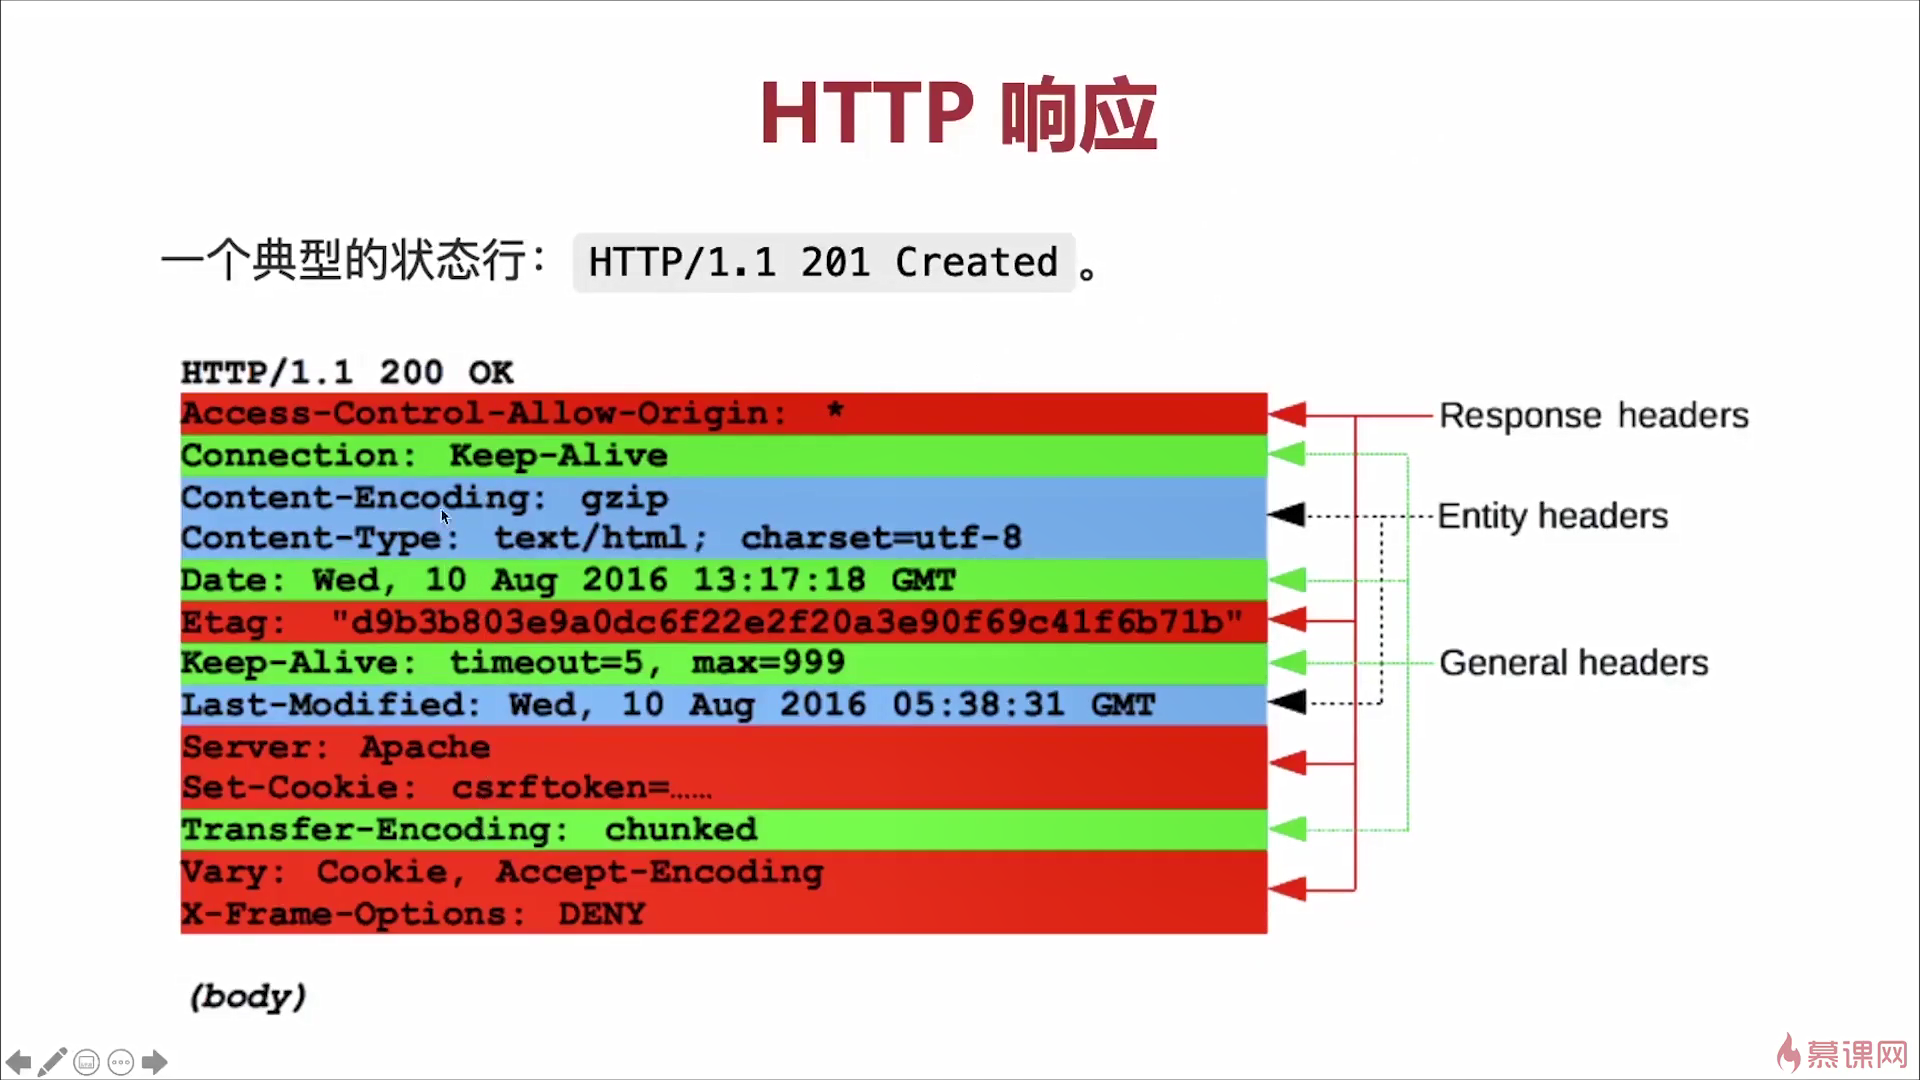 HTTP 响应
一个典型的状态行： HTTP/1.1 201 Created 。
HTTP/1.1 200 OK
Access-Control-Allow-Origin: *
Connection: Keep-Alive
Content-Encoding: gzip
Content-Type: text/html; charset=utf-8
Date: Wed, 10 Aug 2016 13:17:18 GMT
Etag: "d9b3b803e9a0dc6f22e2f20a3e90f69c41f6b71b"
Keep-Alive: timeout=5, max=999
Last-Modified: Wed, 10 Aug 2016 05:38:31 GMT
Server: Apache
Set-Cookie: csrftoken=……
Transfer-Encoding: chunked
Vary: Cookie, Accept-Encoding
X-Frame-Options: DENY
(body)
Response headers
Entity headers
General headers
慕课网